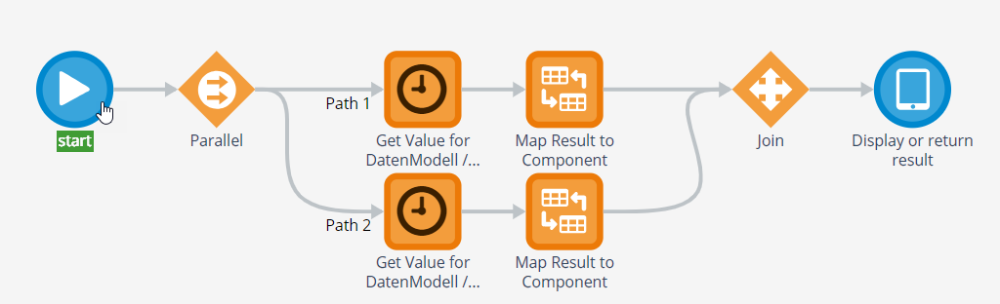 start
Parallel
Path 1
Get Value for
DatenModell /...
Map Result to
Component
Join
Display or return
result
Path 2
Get Value for
DatenModell /...
Map Result to
Component